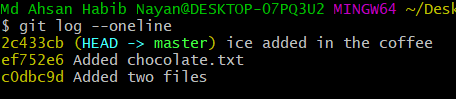 Md Ahsan Habib Nayan@DESKTOP-07PQ3U2 MINGW64 ~/Desk
$ git log --oneline
2c433cb (HEAD -> master) ice added in the coffee
ef752e6 Added chocolate.txt
c0dbc9d Added two files